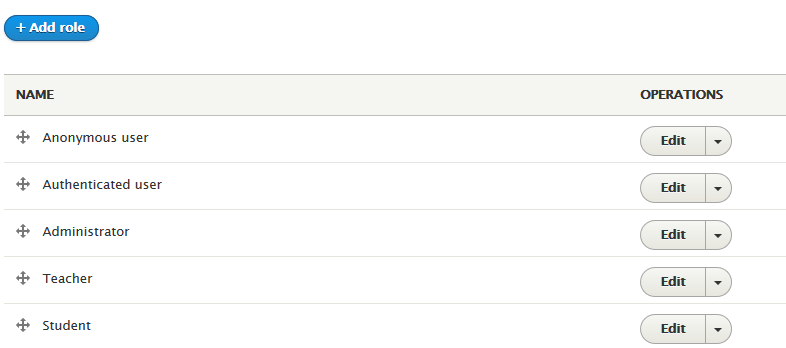 + Add role
NAME OPERATIONS
Anonymous user Edit
Authenticated user Edit
Administrator Edit
Teacher Edit
Student Edit